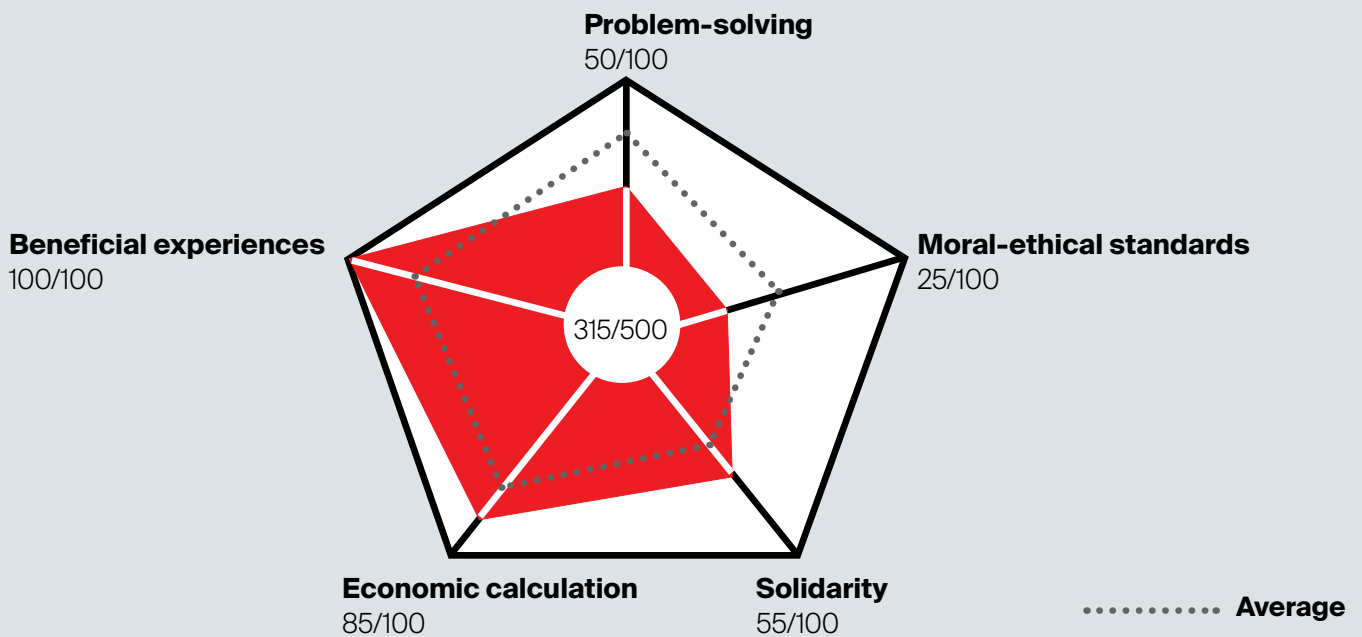 Problem-solving
50/100
Beneficial experiences
100/100
Moral-ethical standards
25/100
315/500
Economic calculation
85/100
Solidarity
55/100
Average